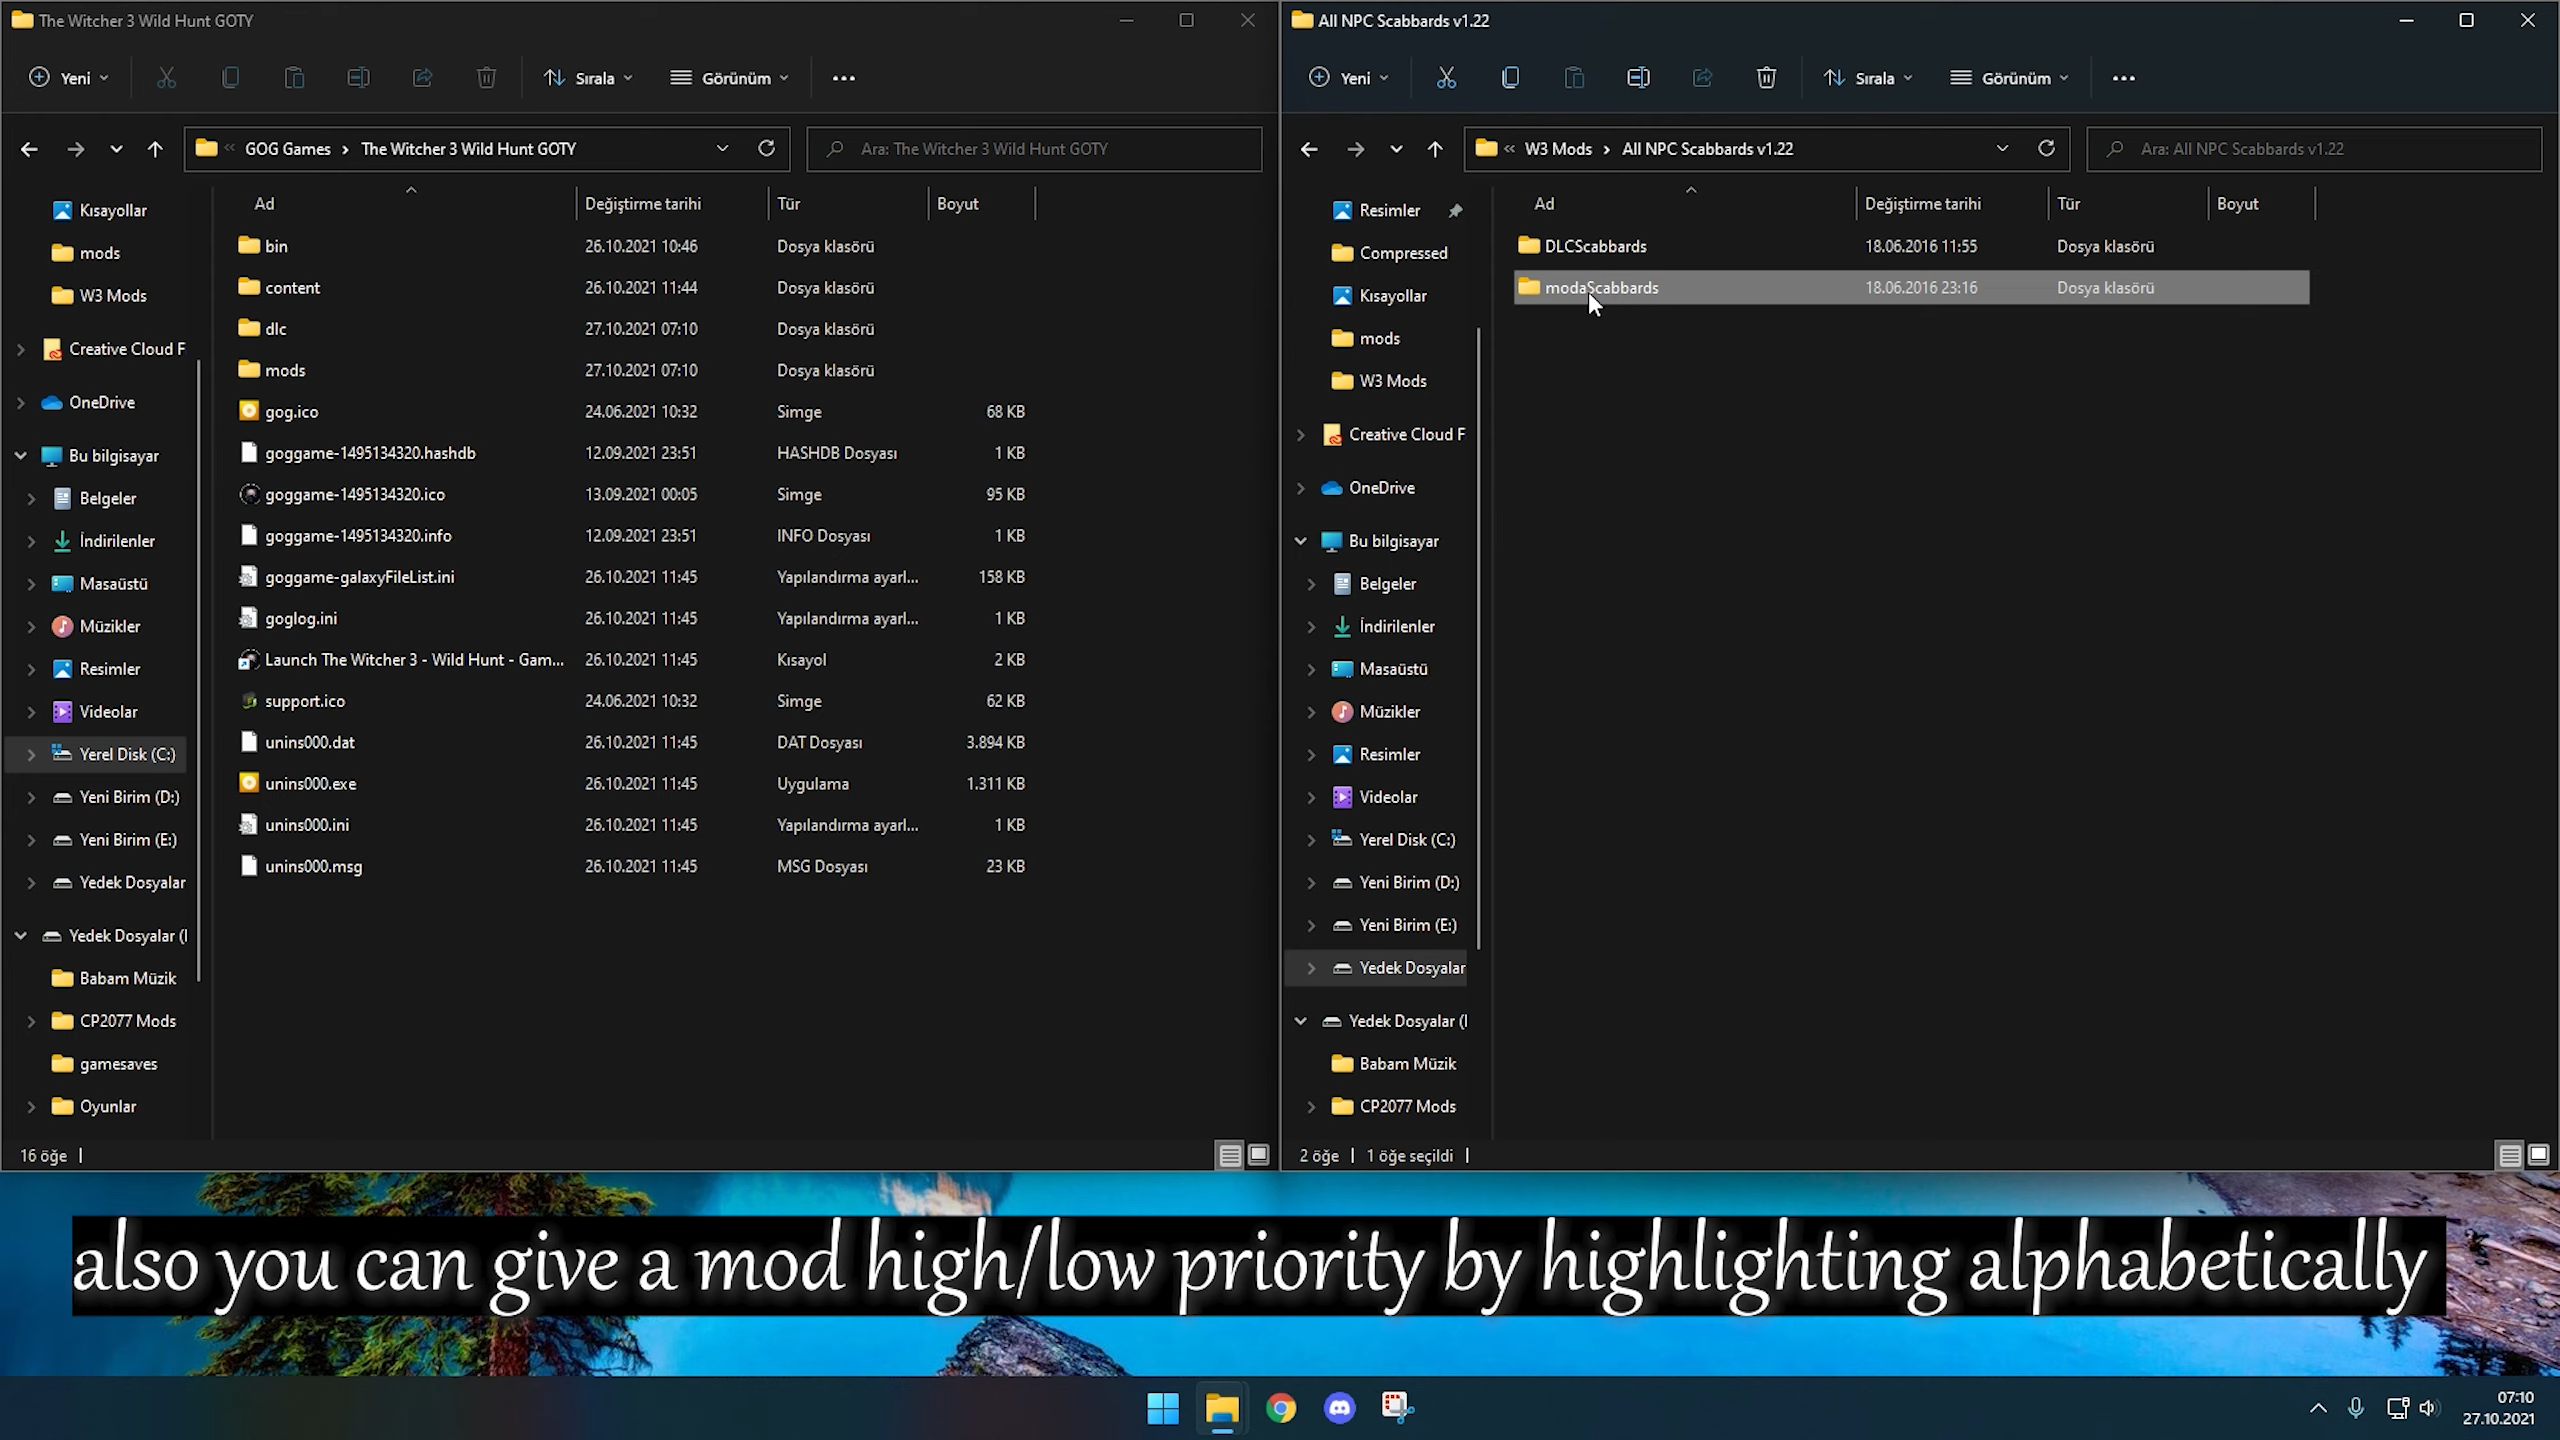 The Witcher 3 Wild Hunt GOTY
Yeni
Sırala
Görünüm
GOG Games
The Witcher 3 Wild Hunt GOTY
Ara: The Witcher 3 Wild Hunt GOTY
Kısayollar
mods
W3 Mods
Creative Cloud F
OneDrive
Bu bilgisayar
Belgeler
İndirilenler
Masaüstü
Müzikler
Resimler
Videolar
Yerel Disk (C:)
Yeni Birim (D:)
Yeni Birim (E:)
Yedek Dosyalar
Yedek Dosyalar (I
Babam Müzik
CP2077 Mods
gamesaves
Oyunlar
Ad Değiştirme tarihi Tür Boyut
bin 26.10.2021 10:46 Dosya klasörü
content 26.10.2021 11:44 Dosya klasörü
dlc 27.10.2021 07:10 Dosya klasörü
mods 27.10.2021 07:10 Dosya klasörü
gog.ico 24.06.2021 10:32 Simge 68 KB
goggame-1495134320.hashdb 12.09.2021 23:51 HASHDB Dosyası 1 KB
goggame-1495134320.ico 13.09.2021 00:05 Simge 95 KB
goggame-1495134320.info 12.09.2021 23:51 INFO Dosyası 1 KB
goggame-galaxyFileList.ini 26.10.2021 11:45 Yapılandırma ayarl... 158 KB
goglog.ini 26.10.2021 11:45 Yapılandırma ayarl... 1 KB
Launch The Witcher 3 - Wild Hunt - Gam... 26.10.2021 11:45 Kısayol 2 KB
support.ico 24.06.2021 10:32 Simge 62 KB
unins000.dat 26.10.2021 11:45 DAT Dosyası 3.894 KB
unins000.exe 26.10.2021 11:45 Uygulama 1.311 KB
unins000.ini 26.10.2021 11:45 Yapılandırma ayarl... 1 KB
unins000.msg 26.10.2021 11:45 MSG Dosyası 23 KB
16 öğe
All NPC Scabbards v1.22
Yeni
Sırala
Görünüm
W3 Mods
All NPC Scabbards v1.22
Ara: All NPC Scabbards v1.22
Resimler
Compressed
Kısayollar
mods
W3 Mods
Creative Cloud F
OneDrive
Bu bilgisayar
Belgeler
İndirilenler
Masaüstü
Müzikler
Resimler
Videolar
Yerel Disk (C:)
Yeni Birim (D:)
Yeni Birim (E:)
Yedek Dosyalar
Yedek Dosyalar (I
Babam Müzik
CP2077 Mods
Ad Değiştirme tarihi Tür Boyut
DLCScabbards 18.06.2016 11:55 Dosya klasörü
modaScabbards 18.06.2016 23:16 Dosya klasörü
2 öğe
1 öğe seçildi
also you can give a mod high/low priority by highlighting alphabetically
07:10
27.10.2021